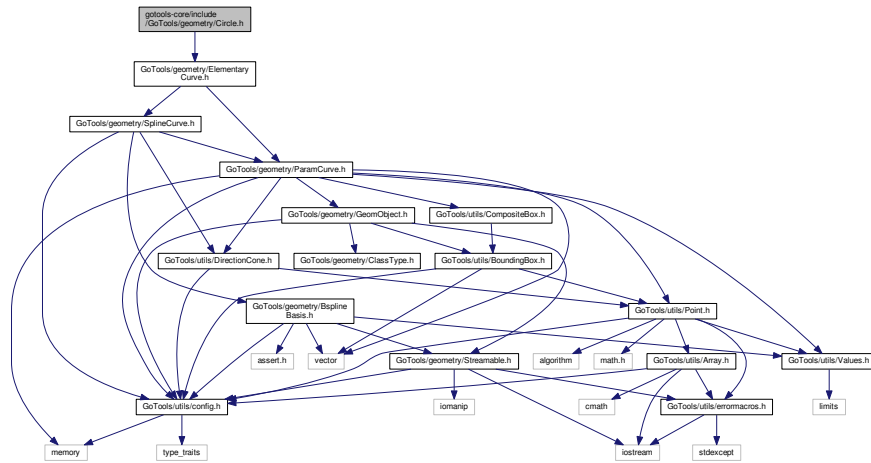 gotools-core/include
/GoTools/geometry/Circle.h
GoTools/geometry/Elementary
Curve.h
GoTools/geometry/SplineCurve.h
GoTools/geometry/ParamCurve.h
GoTools/geometry/GeomObject.h
GoTools/utils/CompositeBox.h
GoTools/utils/DirectionCone.h
GoTools/geometry/ClassType.h
GoTools/utils/BoundingBox.h
GoTools/geometry/Bspline
Basis.h
GoTools/utils/Point.h
assert.h
vector
GoTools/geometry/Streamable.h
algorithm
math.h
GoTools/utils/Array.h
GoTools/utils/Values.h
GoTools/utils/config.h
iomanip
cmath
GoTools/utils/errormacros.h
limits
memory
type_traits
iostream
stdexcept